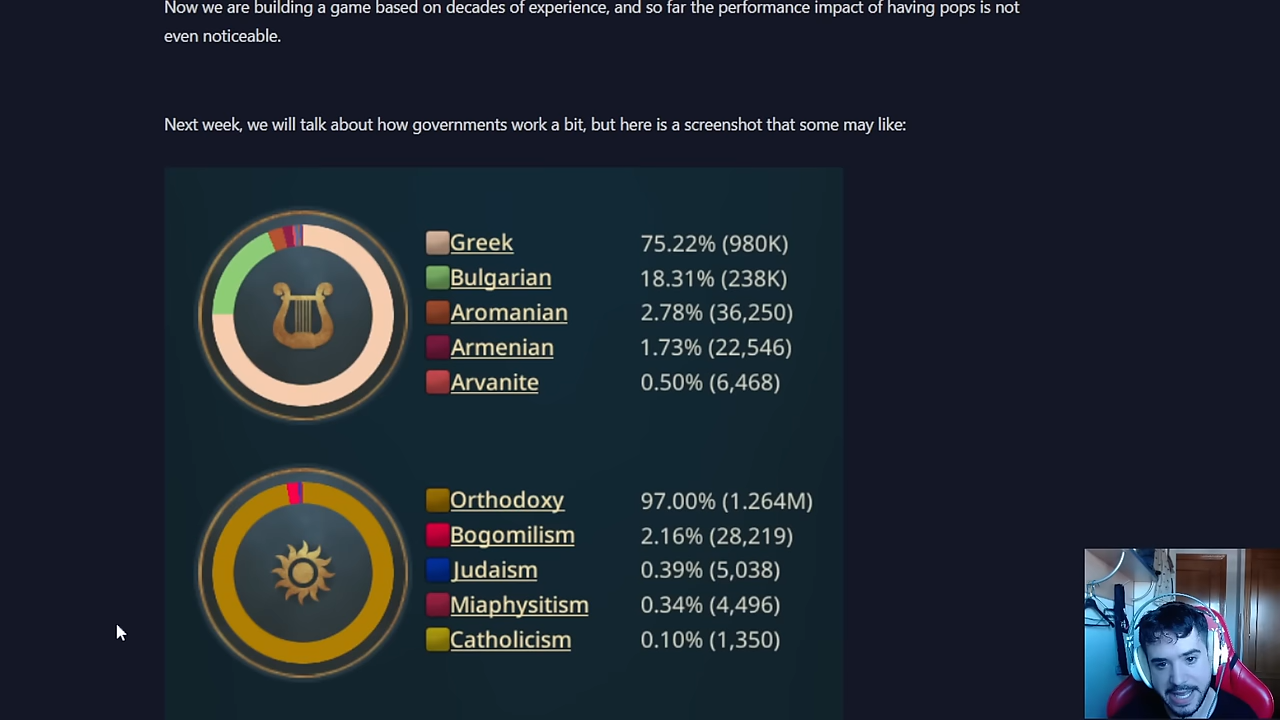 Now we are building a game based on decades of experience, and so far the performance impact of having pops is not
even noticeable.
Next week, we will talk about how governments work a bit, but here is a screenshot that some may like:
Greek 75.22% (980K)
Bulgarian 18.31% (238K)
Aromanian 2.78% (36,250)
Armenian 1.73% (22,546)
Arvanite 0.50% (6,468)
Orthodoxy 97.00% (1.264M)
Bogomilism 2.16% (28,219)
Judaism 0.39% (5,038)
Miaphysitism 0.34% (4,496)
Catholicism 0.10% (1,350)